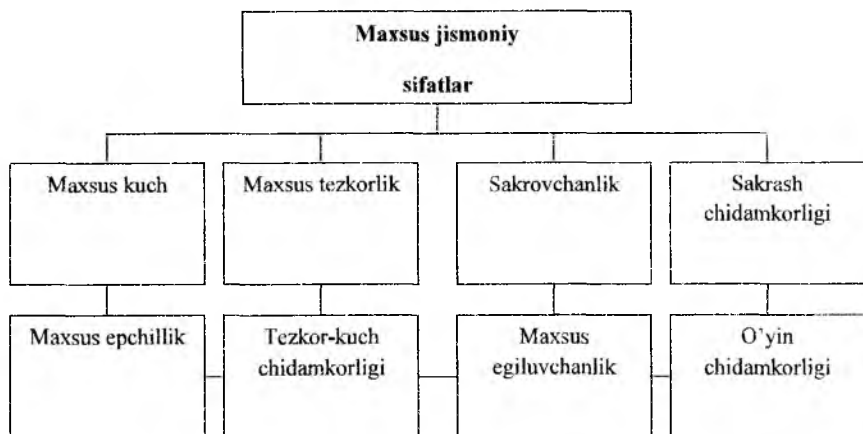 Maxsus jismoniy
sifatlar
Maxsus kuch
Maxsus tezkorlik
Sakrovchanlik
Sakrash
chidamkorligi
Maxsus epchillik
Tezkor-kuch
chidamkorligi
Maxsus
egiluvchanlik
O'yin
chidamkorligi